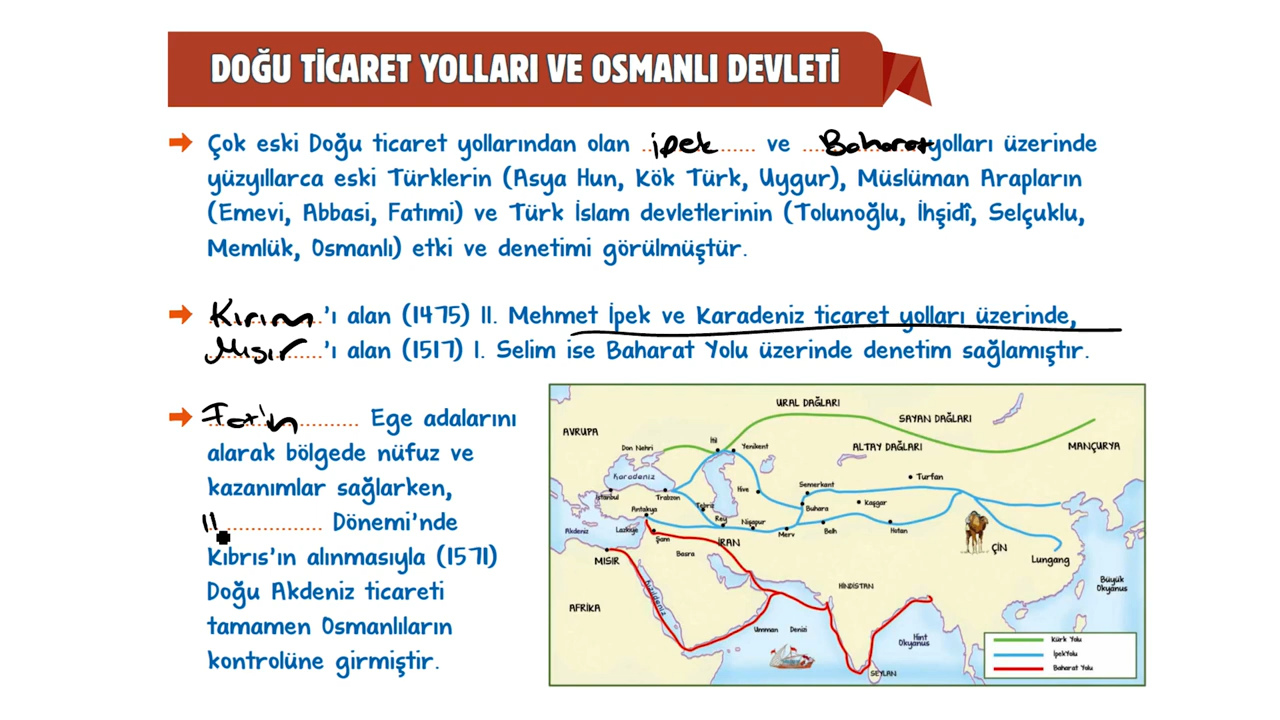 DOĞU TİCARET YOLLARI VE OSMANLI DEVLETİ
Çok eski Doğu ticaret yollarından olan ipek ve Baharat yolları üzerinde
yüzyıllarca eski Türklerin (Asya Hun, Kök Türk, Uygur), Müslüman Arapların
(Emevi, Abbasi, Fatımi) ve Türk İslam devletlerinin (Tolunoğlu, İhşidî, Selçuklu,
Memlük, Osmanlı) etki ve denetimi görülmüştür.
Kırım'ı alan (1475) II. Mehmet İpek ve Karadeniz ticaret yolları üzerinde,
Mısır'ı alan (1517) I. Selim ise Baharat Yolu üzerinde denetim sağlamıştır.
Ege adalarını
alarak bölgede nüfuz ve
kazanımlar sağlarken,
II Dönemi'nde
Kıbrıs'ın alınmasıyla (1571)
Doğu Akdeniz ticareti
tamamen Osmanlıların
kontrolüne girmiştir.
URAL DAĞLARI
SAYAN DAĞLARI
AVRUPA
ALTAY DAĞLARI
MANÇURYA
Don Nehri
İtil
Yenikent
Karadeniz
Turfan
Semerkant
Hive
İstanbul
Trabzon
Kaşgar
Tebriz
Buhara
Antakya
Rey
Nişapur
Merv
Belh
Hotan
Akdeniz
Lazkiye
Şam
İRAN
ÇİN
Basra
MISIR
Lungang
Kızıldeniz
HİNDİSTAN
Büyük
Okyanus
AFRİKA
Umman Denizi
Hint
Okyanus
SEYLAN
Kürk Yolu
İpekYolu
Baharat Yolu